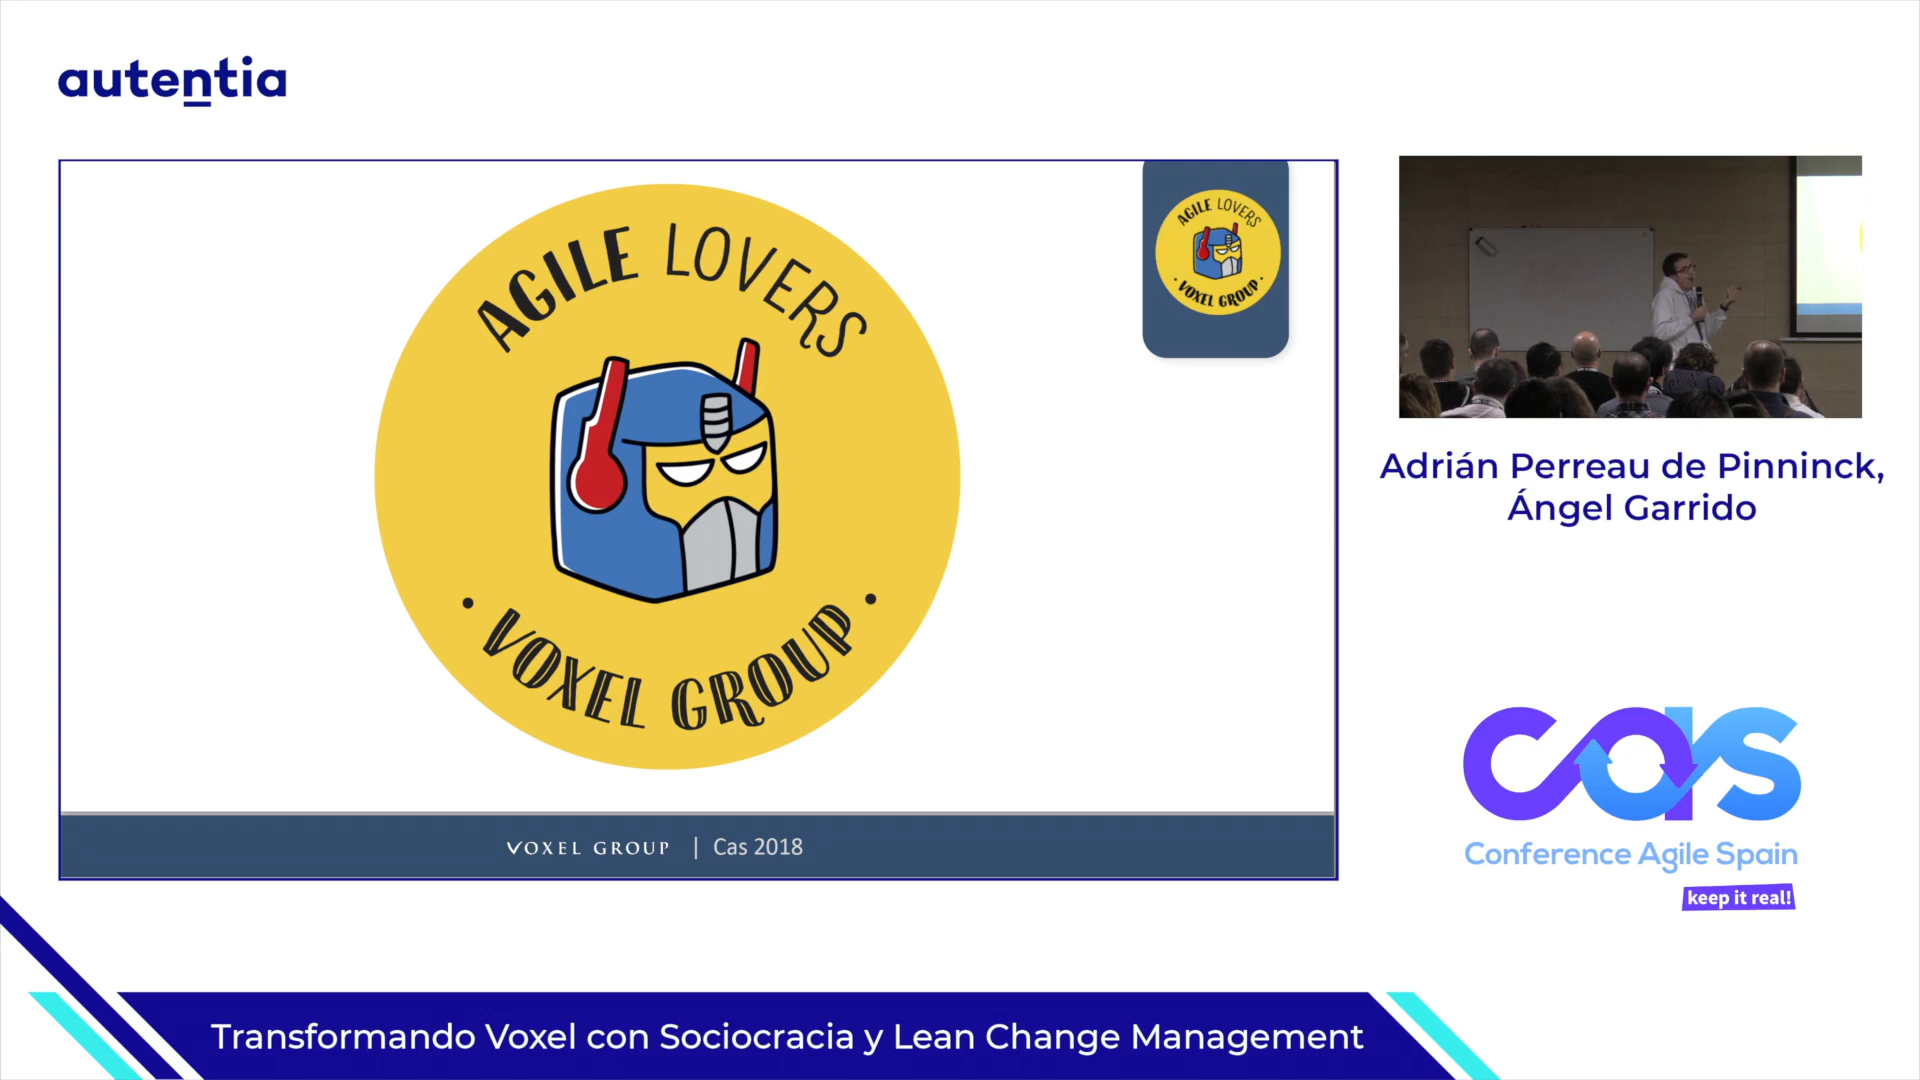 autentia
AGILE LOVERS
• VOXEL GROUP •
AGILE LOVERS
• VOXEL GROUP •
VOXEL GROUP | Cas 2018
Adrián Perreau de Pinninck,
Ángel Garrido
cas
Conference Agile Spain
keep it real!
Transformando Voxel con Sociocracia y Lean Change Management